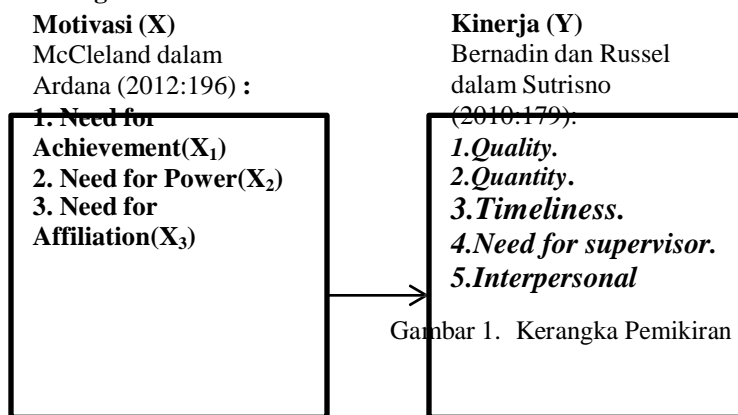 Motivasi (X)
McCleland dalam
Ardana (2012:196) :
1. Need for
Achievement(X₁)
2. Need for Power(X₂)
3. Need for
Affiliation(X₃)
Kinerja (Y)
Bernadin dan Russel
dalam Sutrisno
(2010:179):
1.Quality.
2.Quantity.
3.Timeliness.
4.Need for supervisor.
5.Interpersonal
Gambar 1. Kerangka Pemikiran